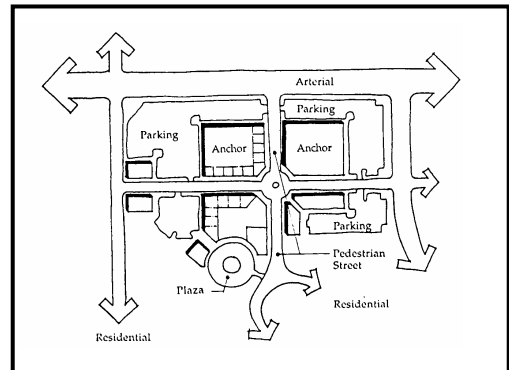 Arterial
Parking
Parking
Anchor
Anchor
Parking
Pedestrian
Street
Plaza
Residential
Residential